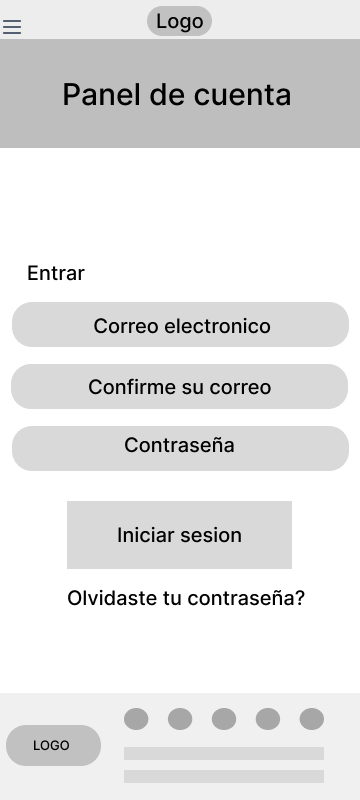 Logo
Panel de cuenta
Entrar
Correo electronico
Confirme su correo
Contraseña
Iniciar sesion
Olvidaste tu contraseña?
LOGO